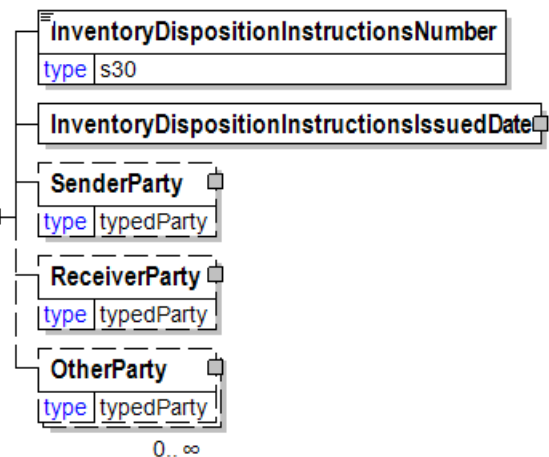 InventoryDispositionInstructionsNumber
type s30
InventoryDispositionInstructionsIssuedDate
SenderParty
type typedParty
ReceiverParty
type typedParty
OtherParty
type typedParty
0..∞